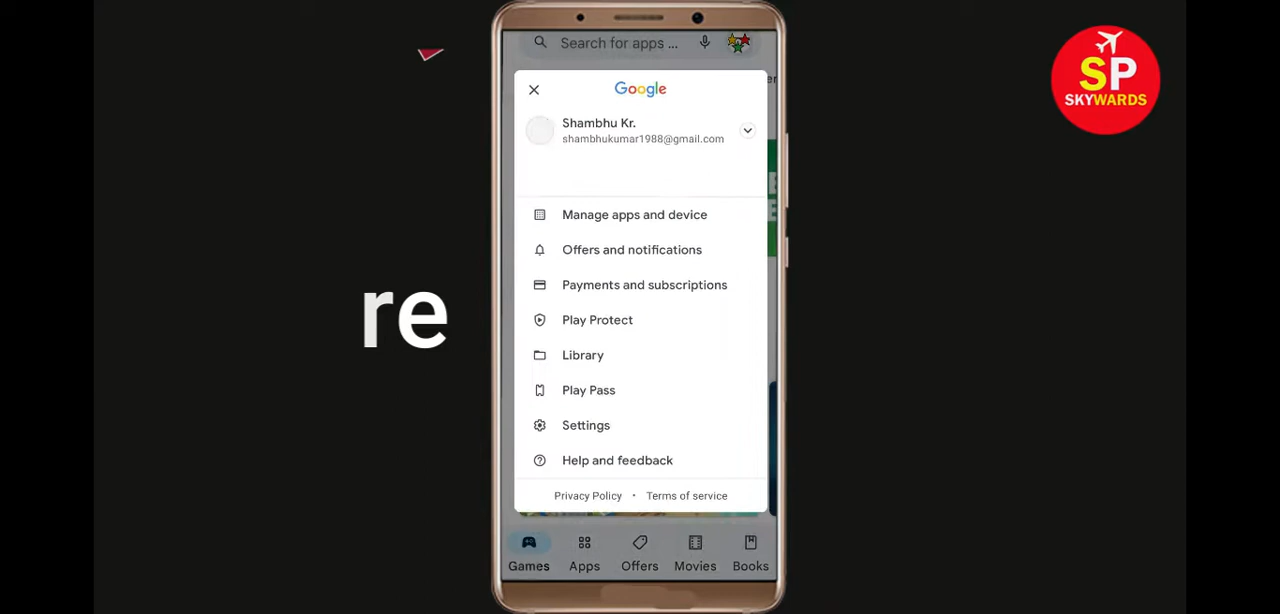 Search for apps ...
SP
SKYWARDS
Google
Shambhu Kr.
shambhukumar1988@gmail.com
Manage apps and device
Offers and notifications
Payments and subscriptions
re
Play Protect
Library
Play Pass
Settings
Help and feedback
Privacy Policy • Terms of service
Games Apps Offers Movies Books